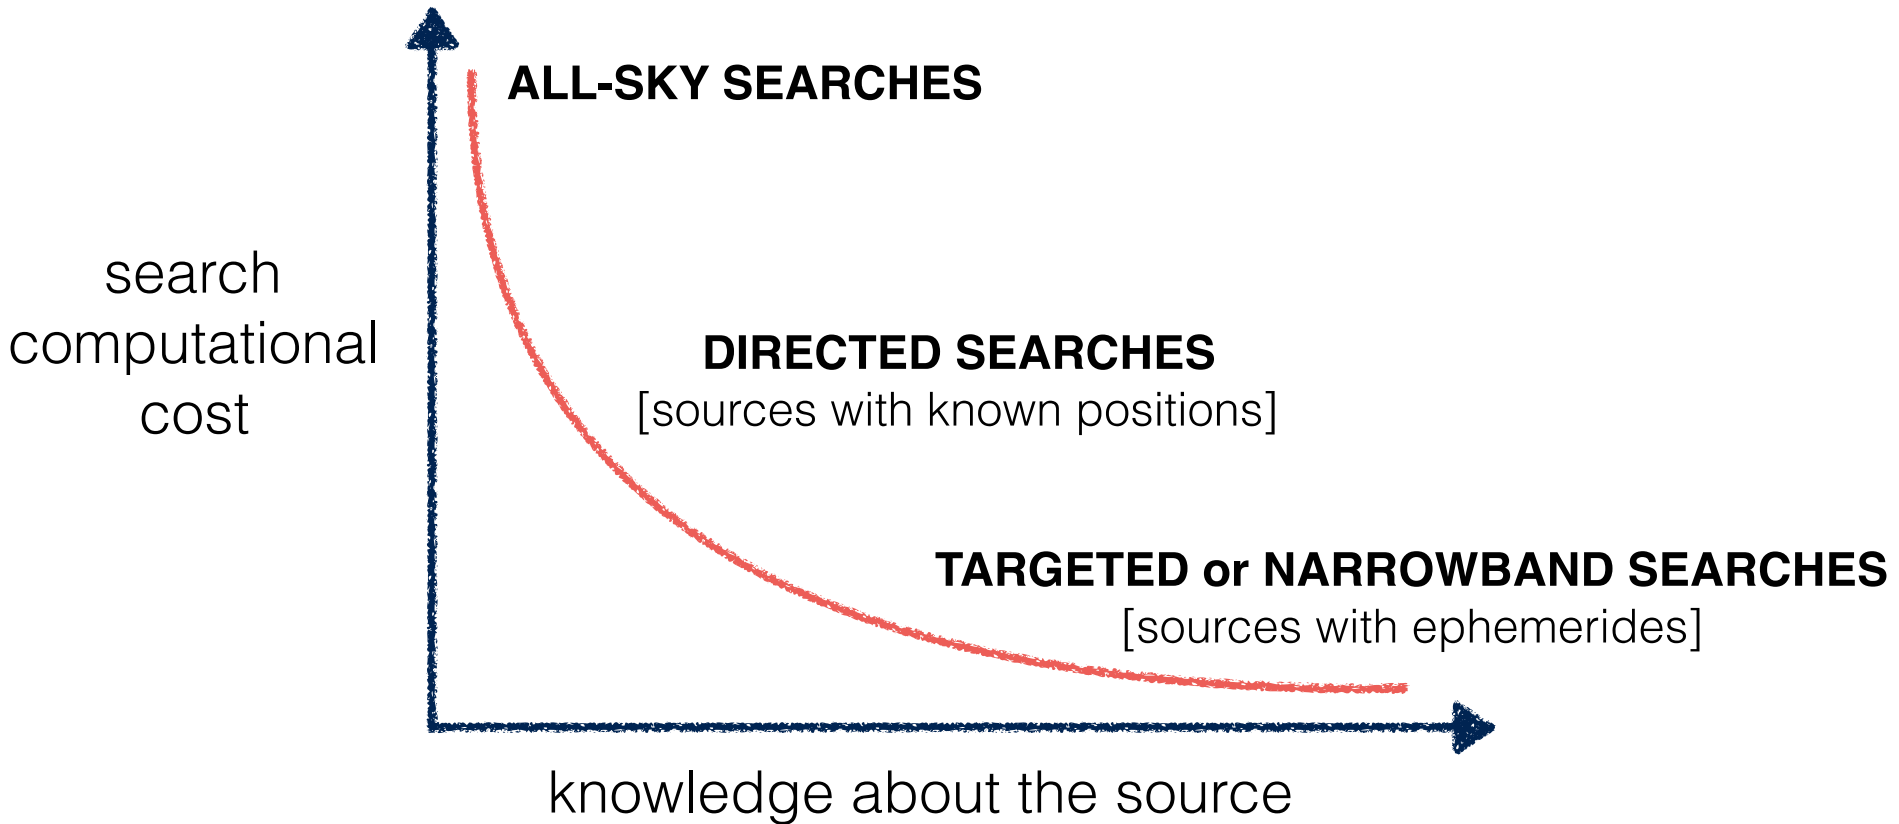 ALL-SKY SEARCHES
search
computational
cost
DIRECTED SEARCHES
[sources with known positions]
TARGETED or NARROWBAND SEARCHES
[sources with ephemerides]
knowledge about the source